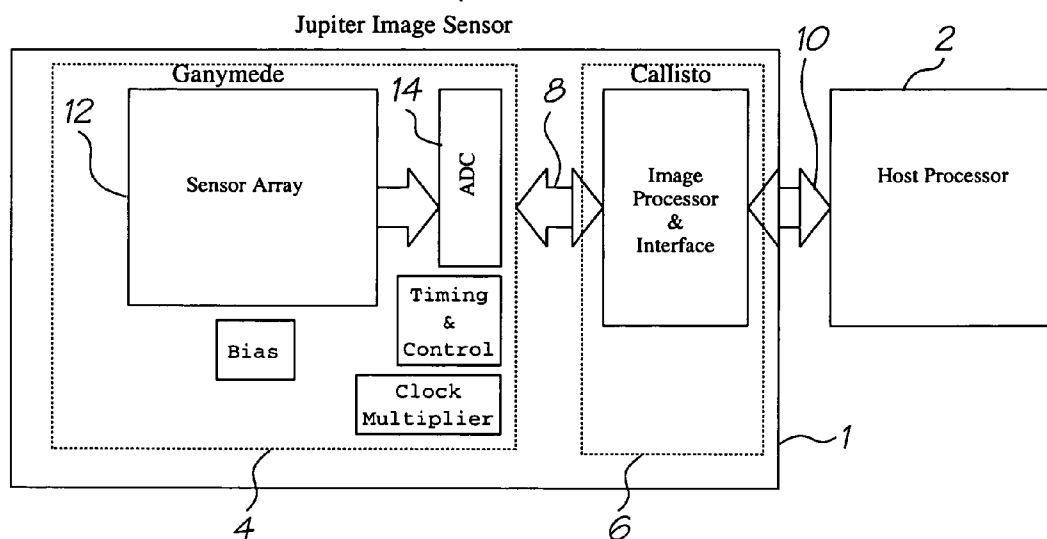 Jupiter Image Sensor
10
2
Ganymede
Callisto
12
14
8
Sensor Array
ADC
Image
Processor
&
Interface
Host Processor
Timing
&
Control
Bias
Clock
Multiplier
1
4
6